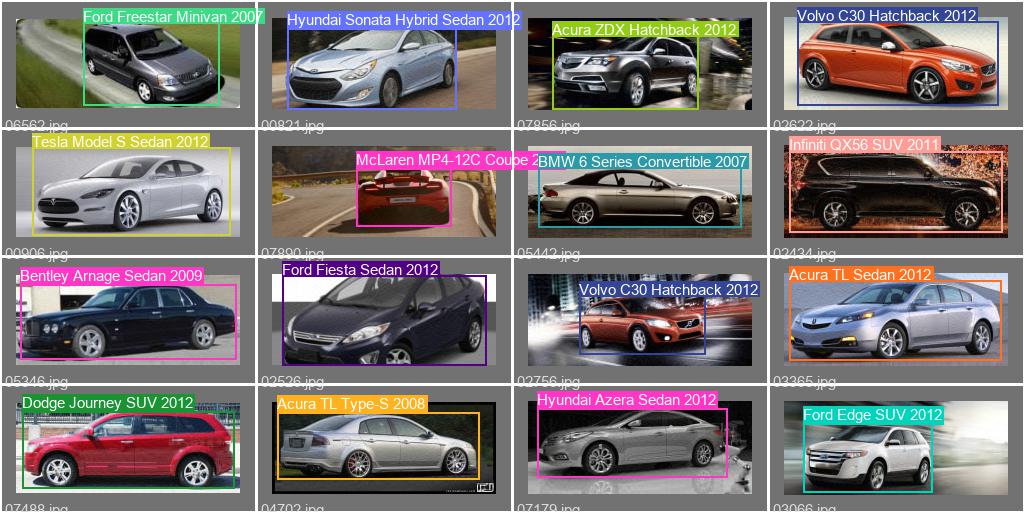 Ford Freestar Minivan 2007
Hyundai Sonata Hybrid Sedan 2012
Acura ZDX Hatchback 2012
Volvo C30 Hatchback 2012
06562.jpg
00821.jpg
07856.jpg
02622.jpg
Tesla Model S Sedan 2012
McLaren MP4-12C Coupe 2
BMW 6 Series Convertible 2007
Infiniti QX56 SUV 2011
00906.jpg
07890.jpg
05442.jpg
02434.jpg
Bentley Arnage Sedan 2009
Ford Fiesta Sedan 2012
Volvo C30 Hatchback 2012
Acura TL Sedan 2012
05346.jpg
02526.jpg
02756.jpg
03365.jpg
Dodge Journey SUV 2012
Acura TL Type-S 2008
Hyundai Azera Sedan 2012
Ford Edge SUV 2012
07488.jpg
04702.jpg
07179.jpg
03066.jpg